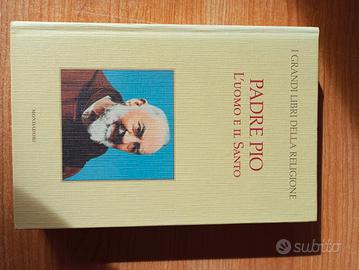 I GRANDI LIBRI DELLA RELIGIONE
PADRE PIO
L'UOMO E IL SANTO
MONDADORI
subito